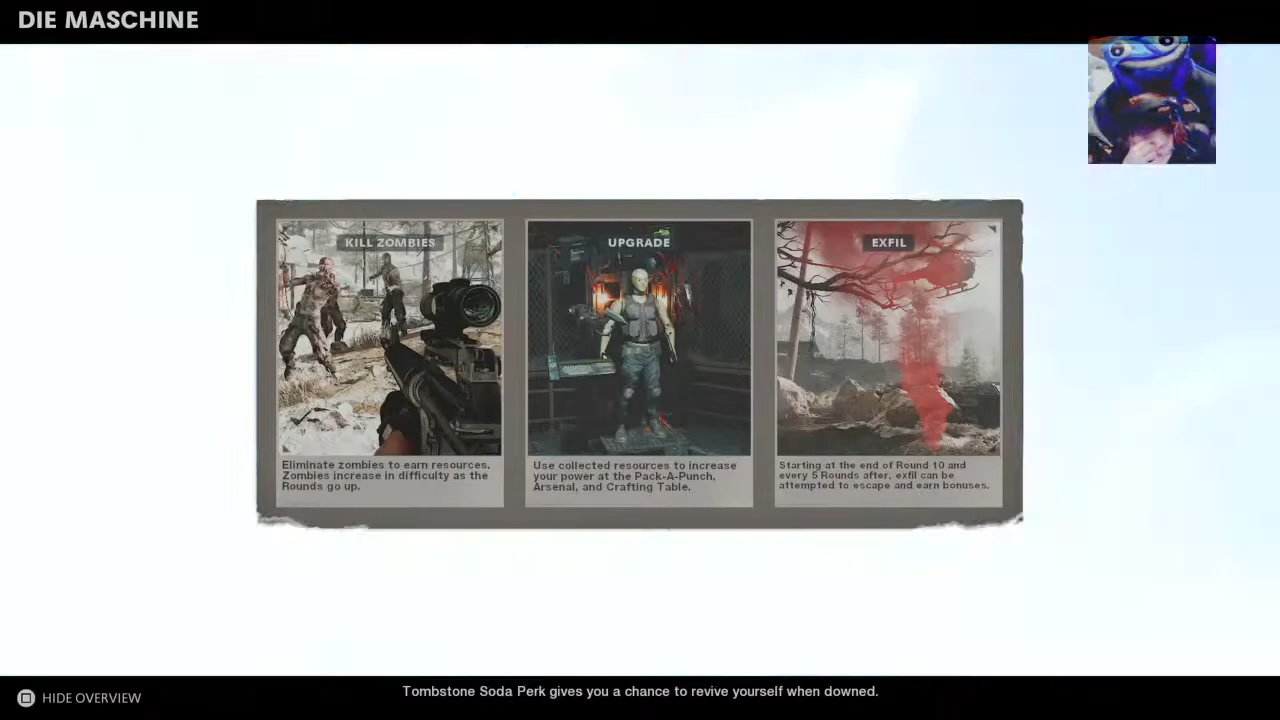 DIE MASCHINE
KILL ZOMBIES
Eliminate zombies to earn resources.
Zombies increase in difficulty as the
Rounds go up.
UPGRADE
Use collected resources to increase
your power at the Pack-A-Punch,
Arsenal, and Crafting Table.
EXFIL
Starting at the end of Round 10 and
every 5 Rounds after, exfil can be
attempted to escape and earn bonuses.
HIDE OVERVIEW
Tombstone Soda Perk gives you a chance to revive yourself when downed.